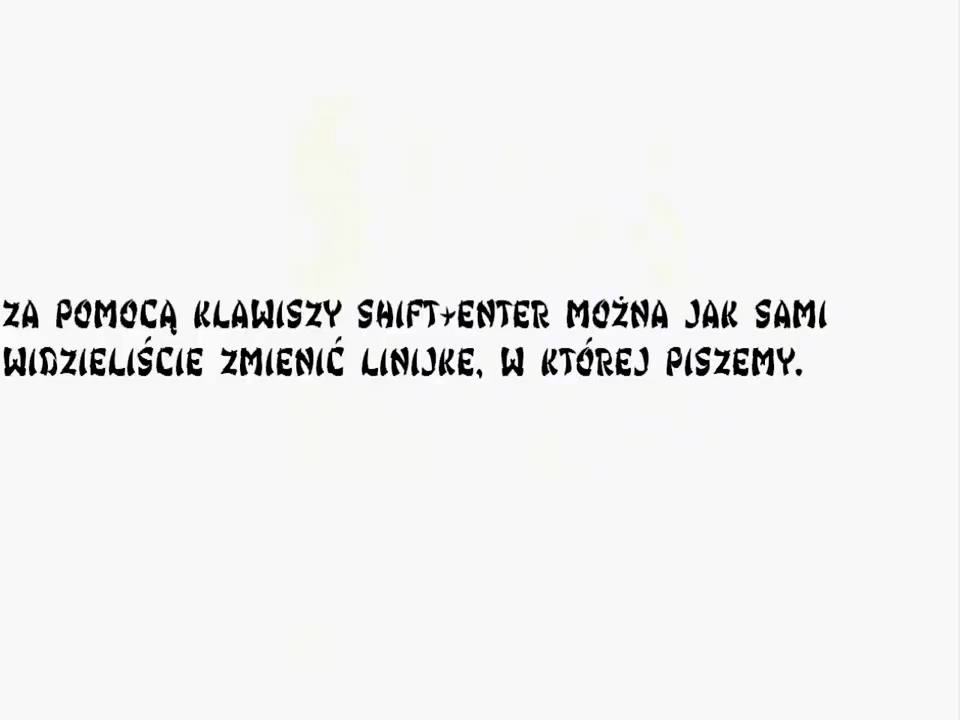 ZA POMOCĄ KLAWISZY SHIFT+ENTER MOŻNA JAK SAMI
WIDZIELIŚCIE ZMIENIĆ LINIJKE, W KTÓREJ PISZEMY.